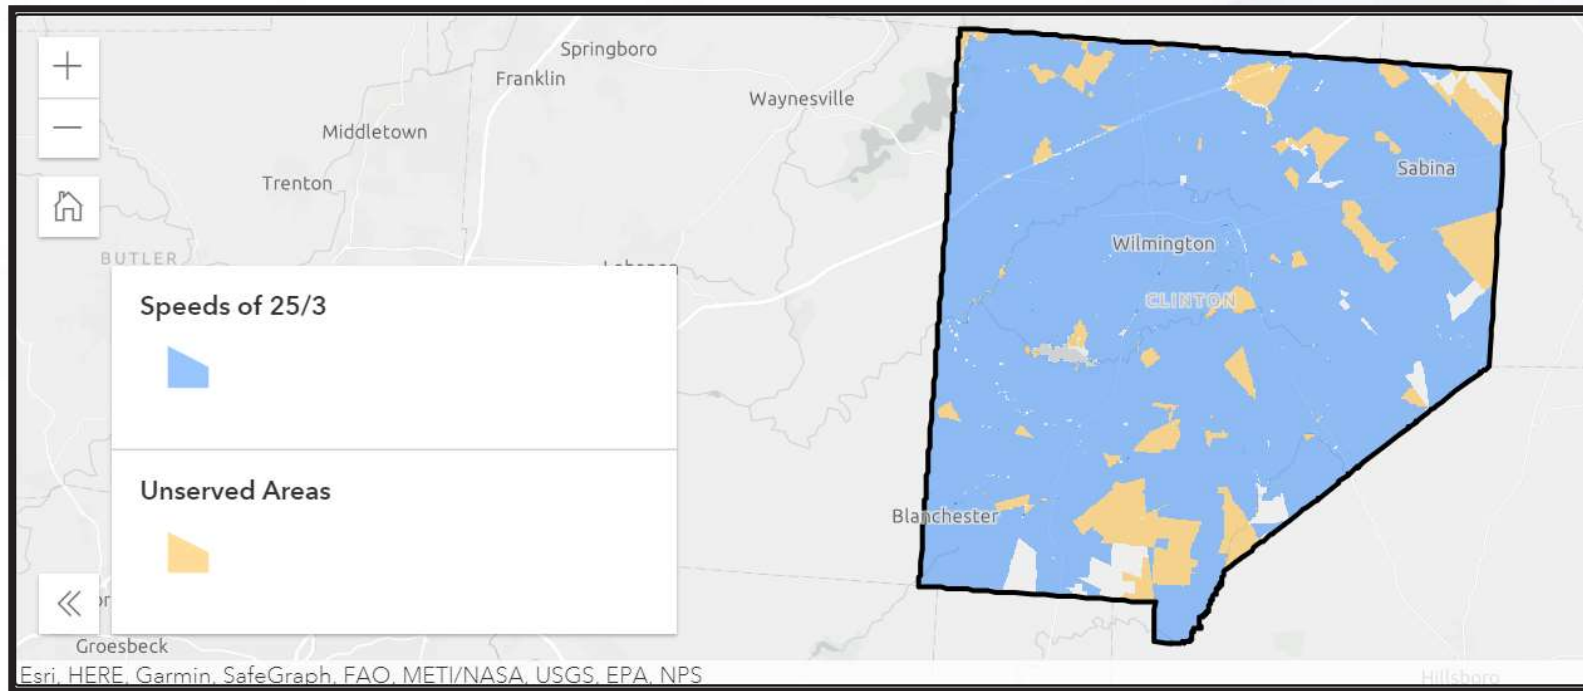 Springboro
Franklin
Waynesville
Middletown
Trenton
Sabina
BUTLER
Wilmington
CLINTON
Speeds of 25/3
Unserved Areas
Blanchester
Groesbeck
Esri, HERE, Garmin, SafeGraph, FAO, METI/NASA, USGS, EPA, NPS
Hillsboro